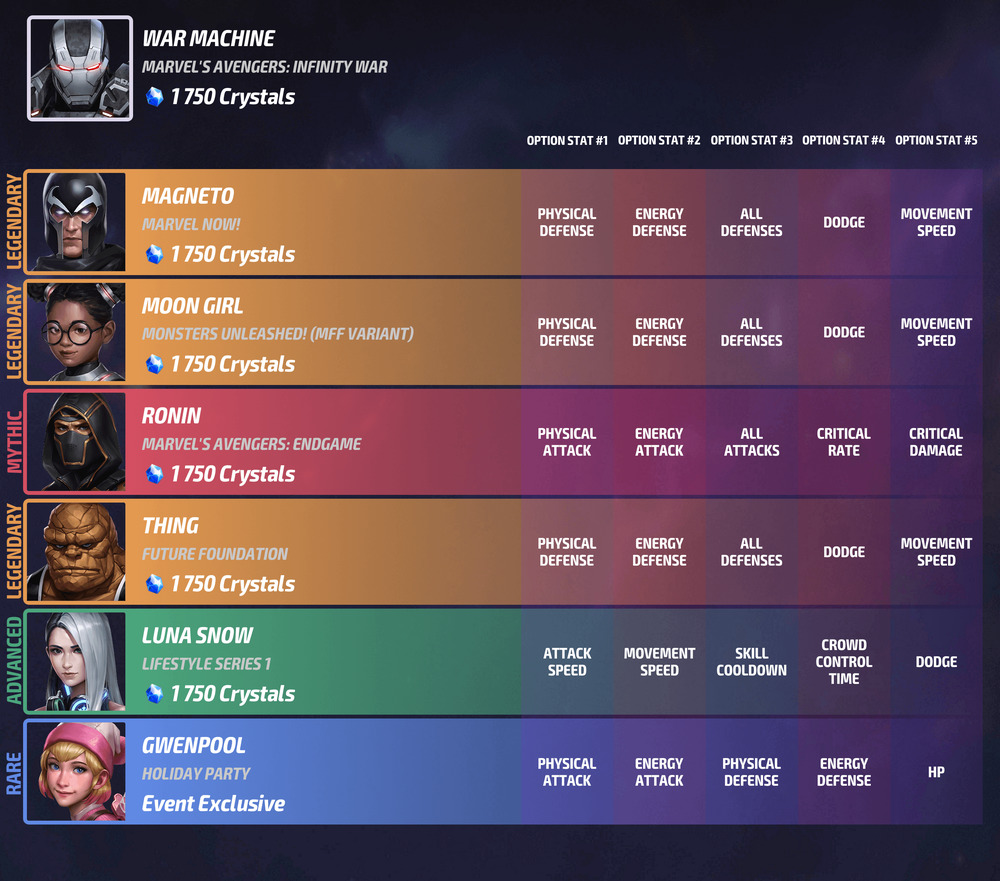 WAR MACHINE
MARVEL'S AVENGERS: INFINITY WAR
1 750 Crystals
OPTION STAT #1 OPTION STAT #2 OPTION STAT #3 OPTION STAT #4 OPTION STAT #5
LEGENDARY
MAGNETO
MARVEL NOW!
1 750 Crystals
PHYSICAL
DEFENSE
ENERGY
DEFENSE
ALL
DEFENSES
DODGE
MOVEMENT
SPEED
LEGENDARY
MOON GIRL
MONSTERS UNLEASHED! (MFF VARIANT)
1 750 Crystals
PHYSICAL
DEFENSE
ENERGY
DEFENSE
ALL
DEFENSES
DODGE
MOVEMENT
SPEED
MYTHIC
RONIN
MARVEL'S AVENGERS: ENDGAME
1 750 Crystals
PHYSICAL
ATTACK
ENERGY
ATTACK
ALL
ATTACKS
CRITICAL
RATE
CRITICAL
DAMAGE
LEGENDARY
THING
FUTURE FOUNDATION
1 750 Crystals
PHYSICAL
DEFENSE
ENERGY
DEFENSE
ALL
DEFENSES
DODGE
MOVEMENT
SPEED
ADVANCED
LUNA SNOW
LIFESTYLE SERIES 1
1 750 Crystals
ATTACK
SPEED
MOVEMENT
SPEED
SKILL
COOLDOWN
CROWD
CONTROL
TIME
DODGE
RARE
GWENPOOL
HOLIDAY PARTY
Event Exclusive
PHYSICAL
ATTACK
ENERGY
ATTACK
PHYSICAL
DEFENSE
ENERGY
DEFENSE
HP